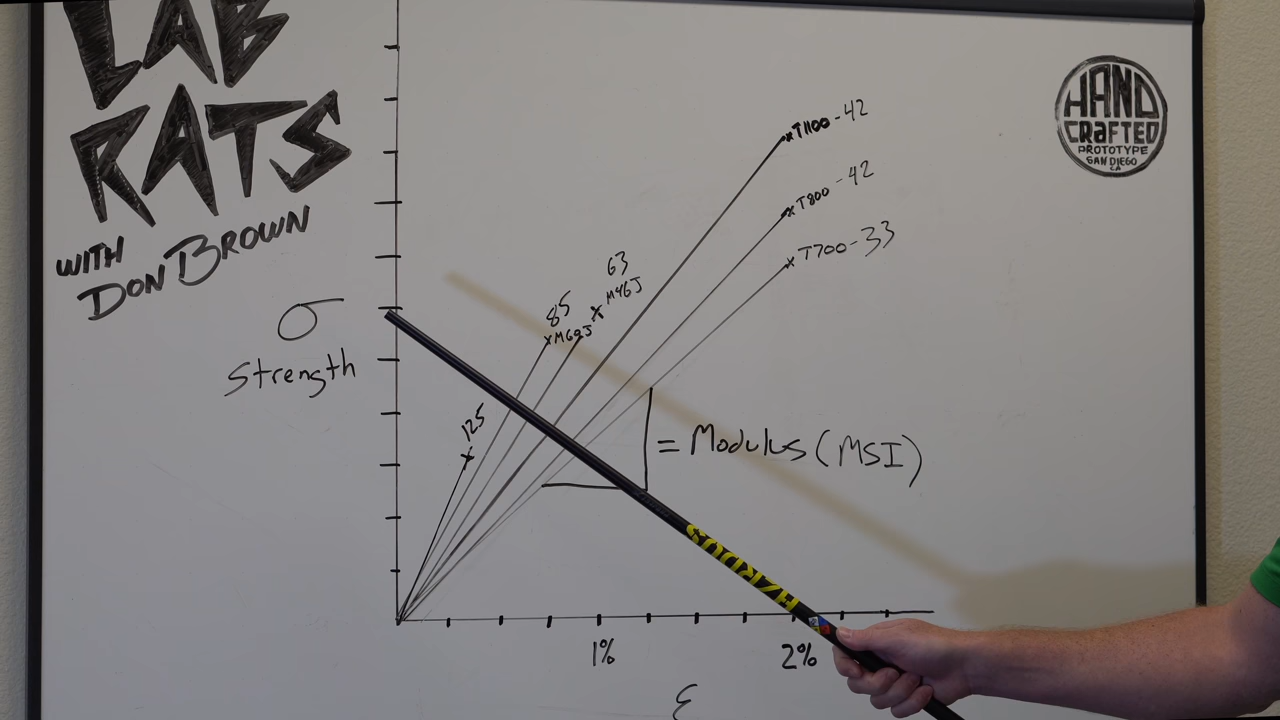 LAB
RATS
WITH
DON BROWN
HAND
CRAFTED
PROTOTYPE
SAN DIEGO
CA
T1100-42
T800-42
T700-33
63
M46J
85
M60J
125
σ
Strength
= Modulus (MSI)
HZRDUS
1%
2%
ε